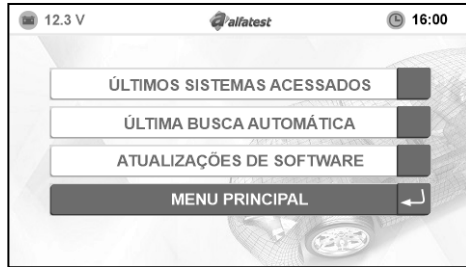 12.3 V alfatest 16:00
ÚLTIMOS SISTEMAS ACESSADOS
ÚLTIMA BUSCA AUTOMÁTICA
ATUALIZAÇÕES DE SOFTWARE
MENU PRINCIPAL